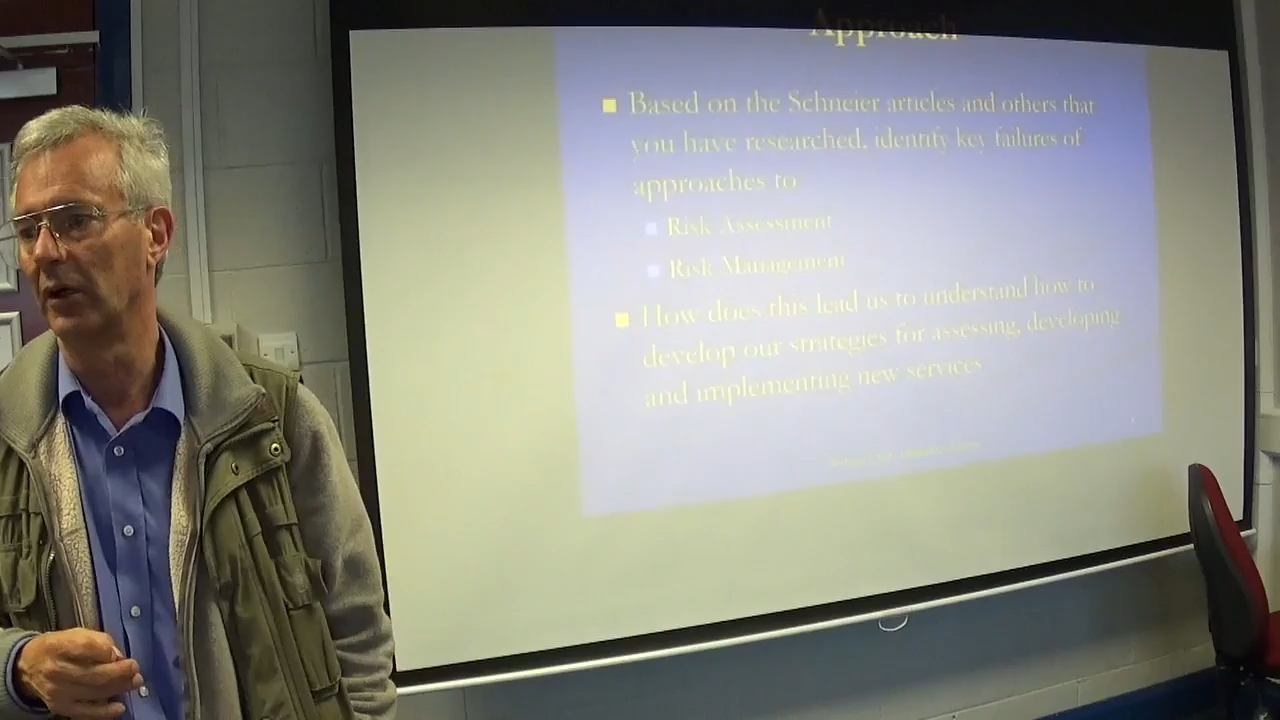 Approach
Based on the Schneier articles and others that
you have researched, identify key failures of
approaches to
Risk Assessment
Risk Management
How does this lead us to understand how to
develop our strategies for assessing, developing
and implementing new services